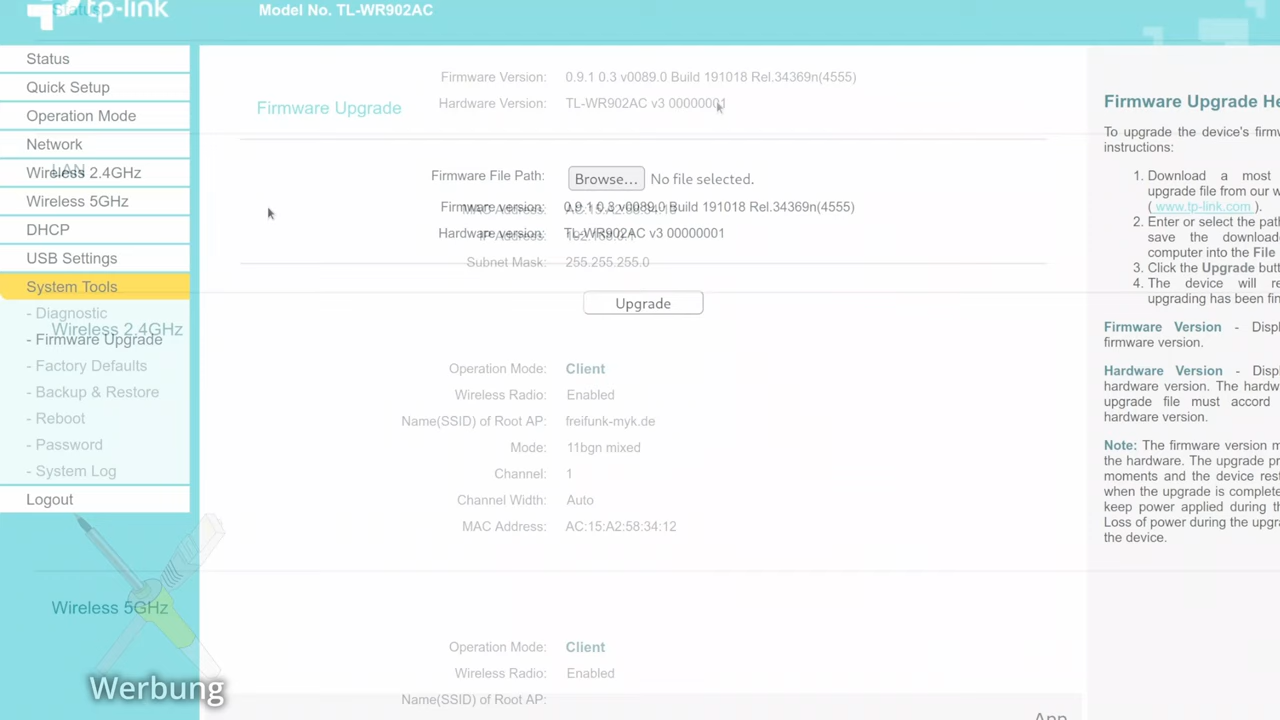 Status
tp-link
Model No. TL-WR902AC
Status
Quick Setup
Operation Mode
Network
LAN
Wireless 2.4GHz
Wireless 5GHz
DHCP
USB Settings
System Tools
- Diagnostic
Wireless 2.4GHz
- Firmware Upgrade
- Factory Defaults
- Backup & Restore
- Reboot
- Password
- System Log
Logout
Wireless 5GHz
Werbung
Firmware Version: 0.9.1 0.3 v0089.0 Build 191018 Rel.34369n(4555)
Hardware Version: TL-WR902AC v3 00000001
Firmware Upgrade
Firmware File Path: Browse... No file selected.
Firmware version: 0.9.1 0.3 v0089.0 Build 191018 Rel.34369n(4555)
MAC Address:
Hardware version: TL-WR902AC v3 00000001
IP Address:
Subnet Mask: 255.255.255.0
Upgrade
Operation Mode: Client
Wireless Radio: Enabled
Name(SSID) of Root AP: freifunk-myk.de
Mode: 11bgn mixed
Channel: 1
Channel Width: Auto
MAC Address: AC:15:A2:58:34:12
Operation Mode: Client
Wireless Radio: Enabled
Name(SSID) of Root AP:
App
Firmware Upgrade He
To upgrade the device's firmw
instructions:
1. Download a most
upgrade file from our w
( www.tp-link.com ).
2. Enter or select the path
save the download
computer into the File
3. Click the Upgrade butt
4. The device will re
upgrading has been fin
Firmware Version - Displ
firmware version.
Hardware Version - Displ
hardware version. The hardw
upgrade file must accord
hardware version.
Note: The firmware version m
the hardware. The upgrade pr
moments and the device rest
when the upgrade is complete
keep power applied during th
Loss of power during the upgra
the device.